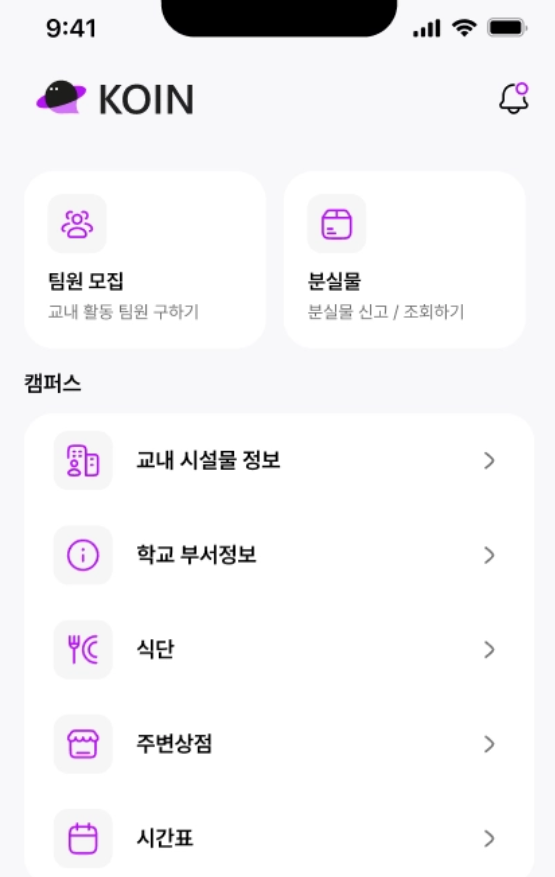 9:41
KOIN
팀원 모집
교내 활동 팀원 구하기
분실물
분실물 신고 / 조회하기
캠퍼스
교내 시설물 정보
학교 부서정보
식단
주변상점
시간표